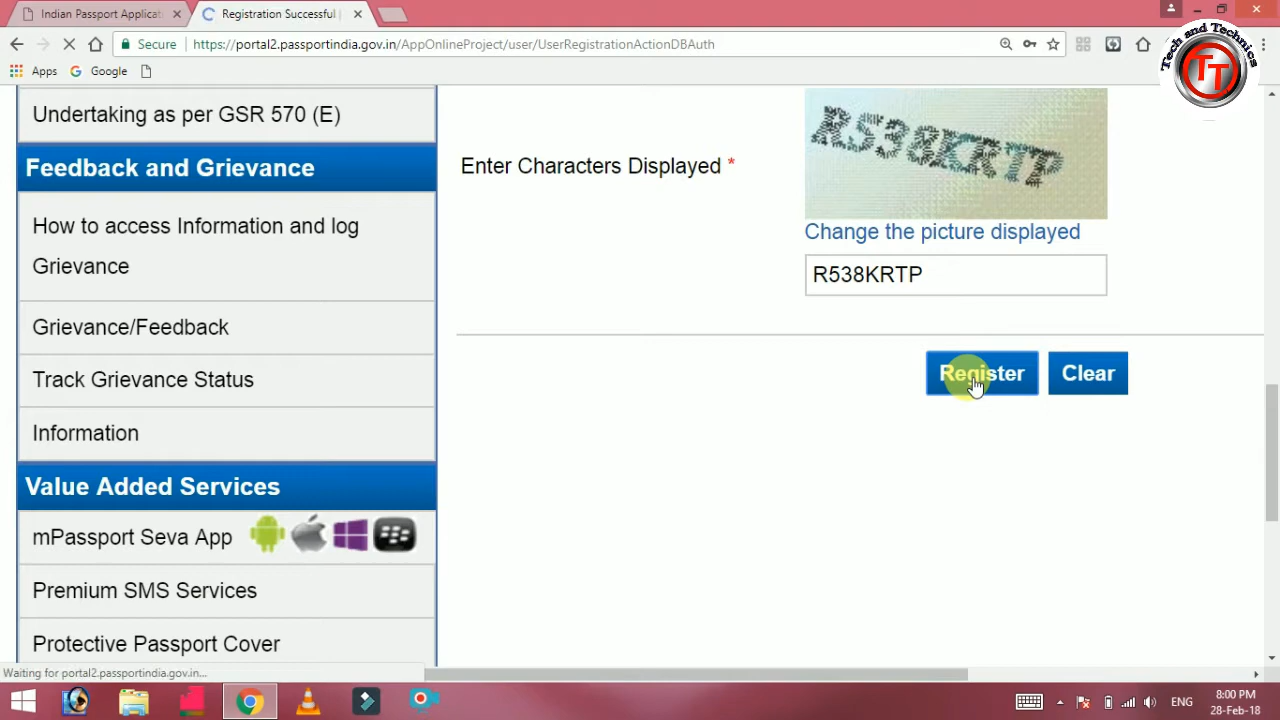 Indian Passport Applicat
Registration Successful
Secure
https://portal2.passportindia.gov.in/AppOnlineProject/user/UserRegistrationActionDBAuth
Apps
Google
Tech and Technics
TT
Undertaking as per GSR 570 (E)
Feedback and Grievance
How to access Information and log
Grievance
Grievance/Feedback
Track Grievance Status
Information
Value Added Services
mPassport Seva App
Premium SMS Services
Protective Passport Cover
Enter Characters Displayed *
R538KRTP
Change the picture displayed
R538KRTP
Register
Clear
Waiting for portal2.passportindia.gov.in...
ENG
8:00 PM
28-Feb-18